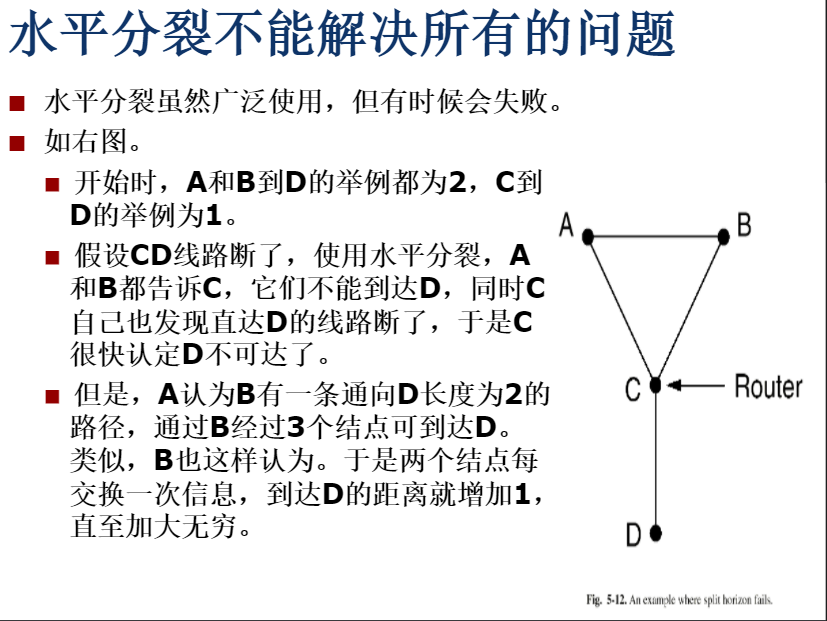 水平分裂不能解决所有的问题
水平分裂虽然广泛使用，但有时候会失败。
如右图。
开始时，A和B到D的举例都为2，C到
D的举例为1。
假设CD线路断了，使用水平分裂，A
和B都告诉C，它们不能到达D，同时C
自己也发现直达D的线路断了，于是C
很快认定D不可达了。
但是，A认为B有一条通向D长度为2的
路径，通过B经过3个结点可到达D。
类似，B也这样认为。于是两个结点每
交换一次信息，到达D的距离就增加1，
直至加大无穷。
A
B
C
Router
D
Fig. 5-12. An example where split horizon fails.